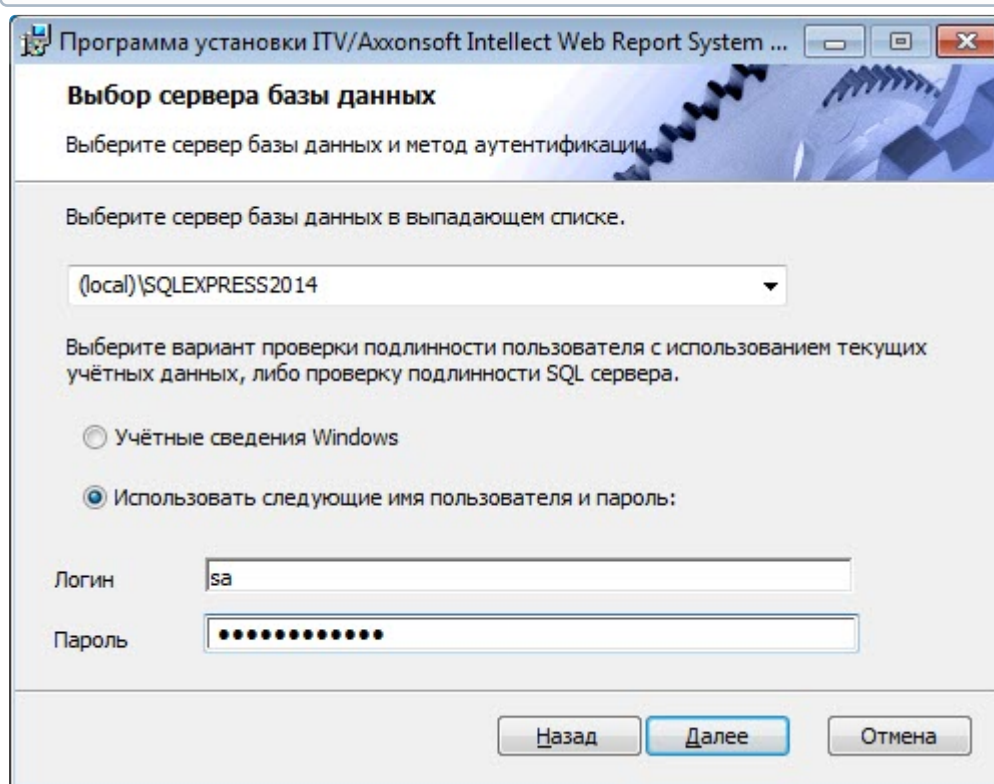 Программа установки ITV/Axxonsoft Intellect Web Report System ...
Выбор сервера базы данных
Выберите сервер базы данных и метод аутентификации.
Выберите сервер базы данных в выпадающем списке.
(local)\SQLEXPRESS2014
Выберите вариант проверки подлинности пользователя с использованием текущих
учётных данных, либо проверку подлинности SQL сервера.
Учётные сведения Windows
Использовать следующие имя пользователя и пароль:
Логин sa
Пароль ●●●●●●●●●●●●
Назад Далее Отмена